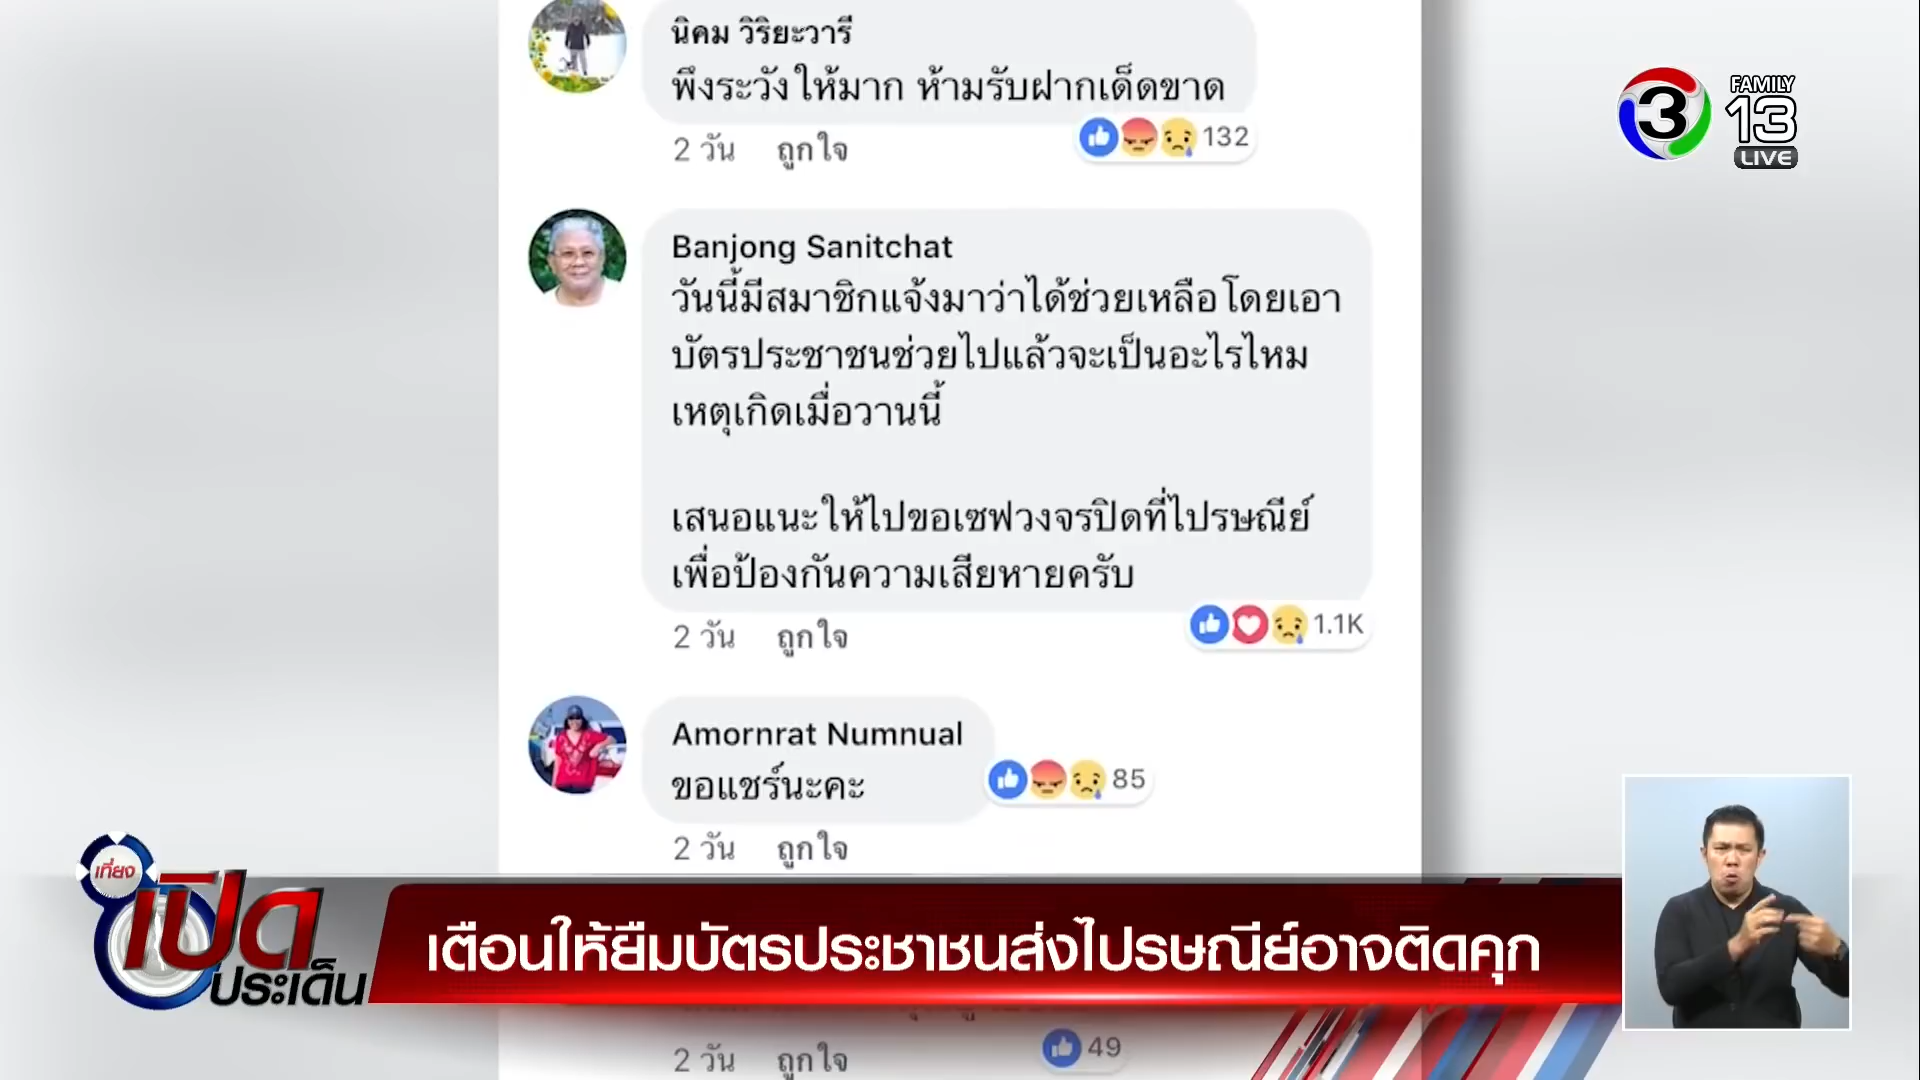 นิคม วิริยะวารี
พึงระวังให้มาก ห้ามรับฝากเด็ดขาด
2 วัน ถูกใจ 132
FAMILY
3 13
LIVE
Banjong Sanitchat
วันนี้มีสมาชิกแจ้งมาว่าได้ช่วยเหลือโดยเอา
บัตรประชาชนช่วยไปแล้วจะเป็นอะไรไหม
เหตุเกิดเมื่อวานนี้
เสนอแนะให้ไปขอเซฟวงจรปิดที่ไปรษณีย์
เพื่อป้องกันความเสียหายครับ
2 วัน ถูกใจ 1.1K
Amornrat Numnual
ขอแชร์นะคะ 85
2 วัน ถูกใจ
เที่ยง
เปิด
ประเด็น
เตือนให้ยืมบัตรประชาชนส่งไปรษณีย์อาจติดคุก
2 วัน ถูกใจ 49